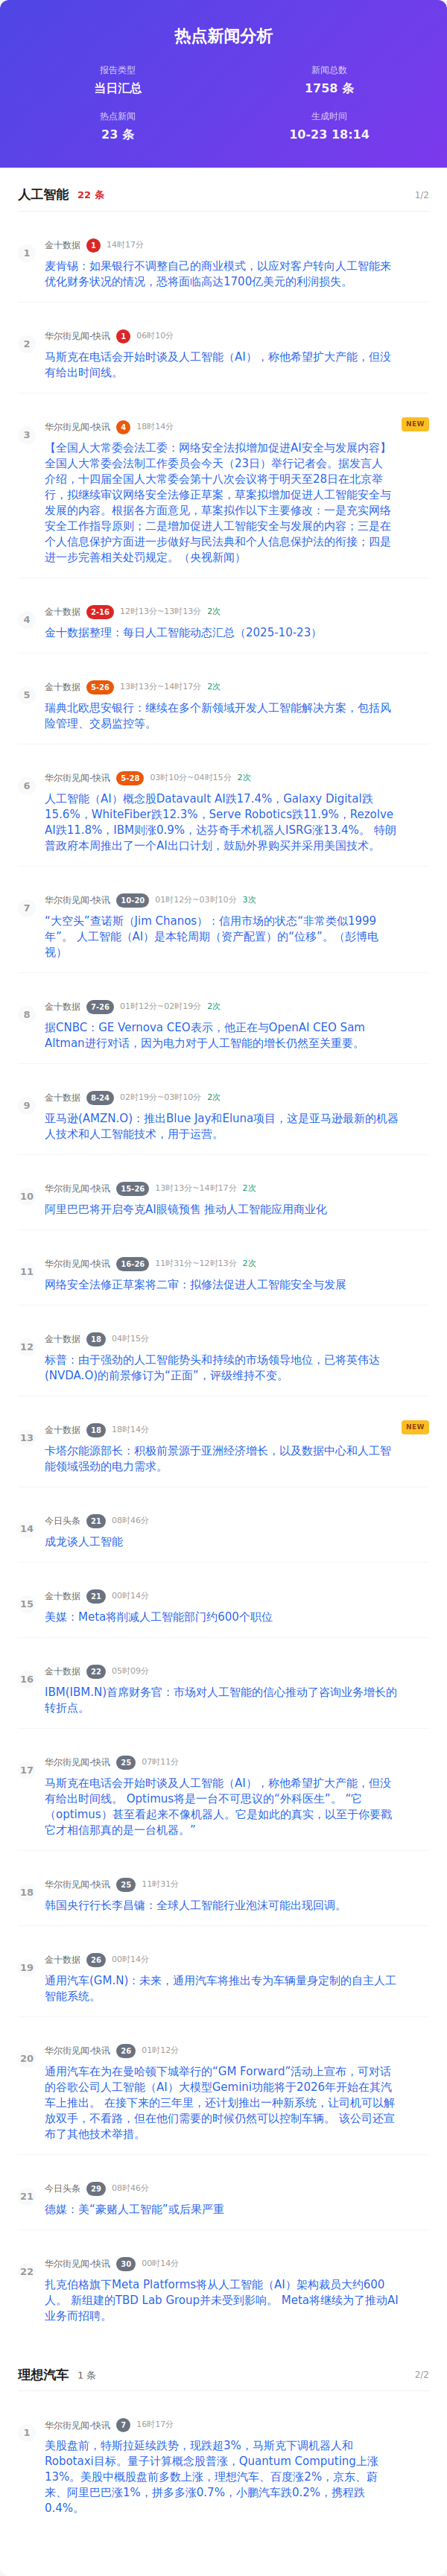 热点新闻分析
报告类型
当日汇总
新闻总数
1758 条
热点新闻
23 条
生成时间
10-23 18:14
人工智能 22 条 1/2
1
金十数据 1 14时17分
麦肯锡：如果银行不调整自己的商业模式，以应对客户转向人工智能来
优化财务状况的情况，恐将面临高达1700亿美元的利润损失。
2
华尔街见闻-快讯 1 06时10分
马斯克在电话会开始时谈及人工智能（AI），称他希望扩大产能，但没
有给出时间线。
3
华尔街见闻-快讯 4 18时14分 NEW
【全国人大常委会法工委：网络安全法拟增加促进AI安全与发展内容】
全国人大常委会法制工作委员会今天（23日）举行记者会。据发言人
介绍，十四届全国人大常委会第十八次会议将于明天至28日在北京举
行，拟继续审议网络安全法修正草案，草案拟增加促进人工智能安全与
发展的内容。根据各方面意见，草案拟作以下主要修改：一是充实网络
安全工作指导原则；二是增加促进人工智能安全与发展的内容；三是在
个人信息保护方面进一步做好与民法典和个人信息保护法的衔接；四是
进一步完善相关处罚规定。（央视新闻）
4
金十数据 2-16 12时13分~13时13分 2次
金十数据整理：每日人工智能动态汇总（2025-10-23）
5
金十数据 5-26 13时13分~14时17分 2次
瑞典北欧思安银行：继续在多个新领域开发人工智能解决方案，包括风
险管理、交易监控等。
6
华尔街见闻-快讯 5-28 03时10分~04时15分 2次
人工智能（AI）概念股Datavault AI跌17.4%，Galaxy Digital跌
15.6%，WhiteFiber跌12.3%，Serve Robotics跌11.9%，Rezolve
AI跌11.8%，IBM则涨0.9%，达芬奇手术机器人ISRG涨13.4%。 特朗
普政府本周推出了一个AI出口计划，鼓励外界购买并采用美国技术。
7
华尔街见闻-快讯 10-20 01时12分~03时10分 3次
“大空头”查诺斯（Jim Chanos）：信用市场的状态“非常类似1999
年”。 人工智能（AI）是本轮周期（资产配置）的“位移”。（彭博电
视）
8
金十数据 7-26 01时12分~02时19分 2次
据CNBC：GE Vernova CEO表示，他正在与OpenAI CEO Sam
Altman进行对话，因为电力对于人工智能的增长仍然至关重要。
9
金十数据 8-24 02时19分~03时10分 2次
亚马逊(AMZN.O)：推出Blue Jay和Eluna项目，这是亚马逊最新的机器
人技术和人工智能技术，用于运营。
10
华尔街见闻-快讯 15-26 13时13分~14时17分 2次
阿里巴巴将开启夸克AI眼镜预售 推动人工智能应用商业化
11
华尔街见闻-快讯 16-26 11时31分~12时13分 2次
网络安全法修正草案将二审：拟修法促进人工智能安全与发展
12
金十数据 18 04时15分
标普：由于强劲的人工智能势头和持续的市场领导地位，已将英伟达
(NVDA.O)的前景修订为“正面”，评级维持不变。
13
金十数据 18 18时14分 NEW
卡塔尔能源部长：积极前景源于亚洲经济增长，以及数据中心和人工智
能领域强劲的电力需求。
14
今日头条 21 08时46分
成龙谈人工智能
15
金十数据 21 00时14分
美媒：Meta将削减人工智能部门约600个职位
16
金十数据 22 05时09分
IBM(IBM.N)首席财务官：市场对人工智能的信心推动了咨询业务增长的
转折点。
17
华尔街见闻-快讯 25 07时11分
马斯克在电话会开始时谈及人工智能（AI），称他希望扩大产能，但没
有给出时间线。 Optimus将是一台不可思议的“外科医生”。 “它
（optimus）甚至看起来不像机器人。它是如此的真实，以至于你要戳
它才相信那真的是一台机器。”
18
华尔街见闻-快讯 25 11时31分
韩国央行行长李昌镛：全球人工智能行业泡沫可能出现回调。
19
金十数据 26 00时14分
通用汽车(GM.N)：未来，通用汽车将推出专为车辆量身定制的自主人工
智能系统。
20
华尔街见闻-快讯 26 01时12分
通用汽车在为在曼哈顿下城举行的“GM Forward”活动上宣布，可对话
的谷歌公司人工智能（AI）大模型Gemini功能将于2026年开始在其汽
车上推出。 在接下来的三年里，还计划推出一种新系统，让司机可以解
放双手，不看路，但在他们需要的时候仍然可以控制车辆。 该公司还宣
布了其他技术举措。
21
今日头条 29 08时46分
德媒：美“豪赌人工智能”或后果严重
22
华尔街见闻-快讯 30 00时14分
扎克伯格旗下Meta Platforms将从人工智能（AI）架构裁员大约600
人。 新组建的TBD Lab Group并未受到影响。 Meta将继续为了推动AI
业务而招聘。
理想汽车 1 条 2/2
1
华尔街见闻-快讯 7 16时17分
美股盘前，特斯拉延续跌势，现跌超3%，马斯克下调机器人和
Robotaxi目标。量子计算概念股普涨，Quantum Computing上涨
13%。美股中概股盘前多数上涨，理想汽车、百度涨2%，京东、蔚
来、阿里巴巴涨1%，拼多多涨0.7%，小鹏汽车跌0.2%，携程跌
0.4%。